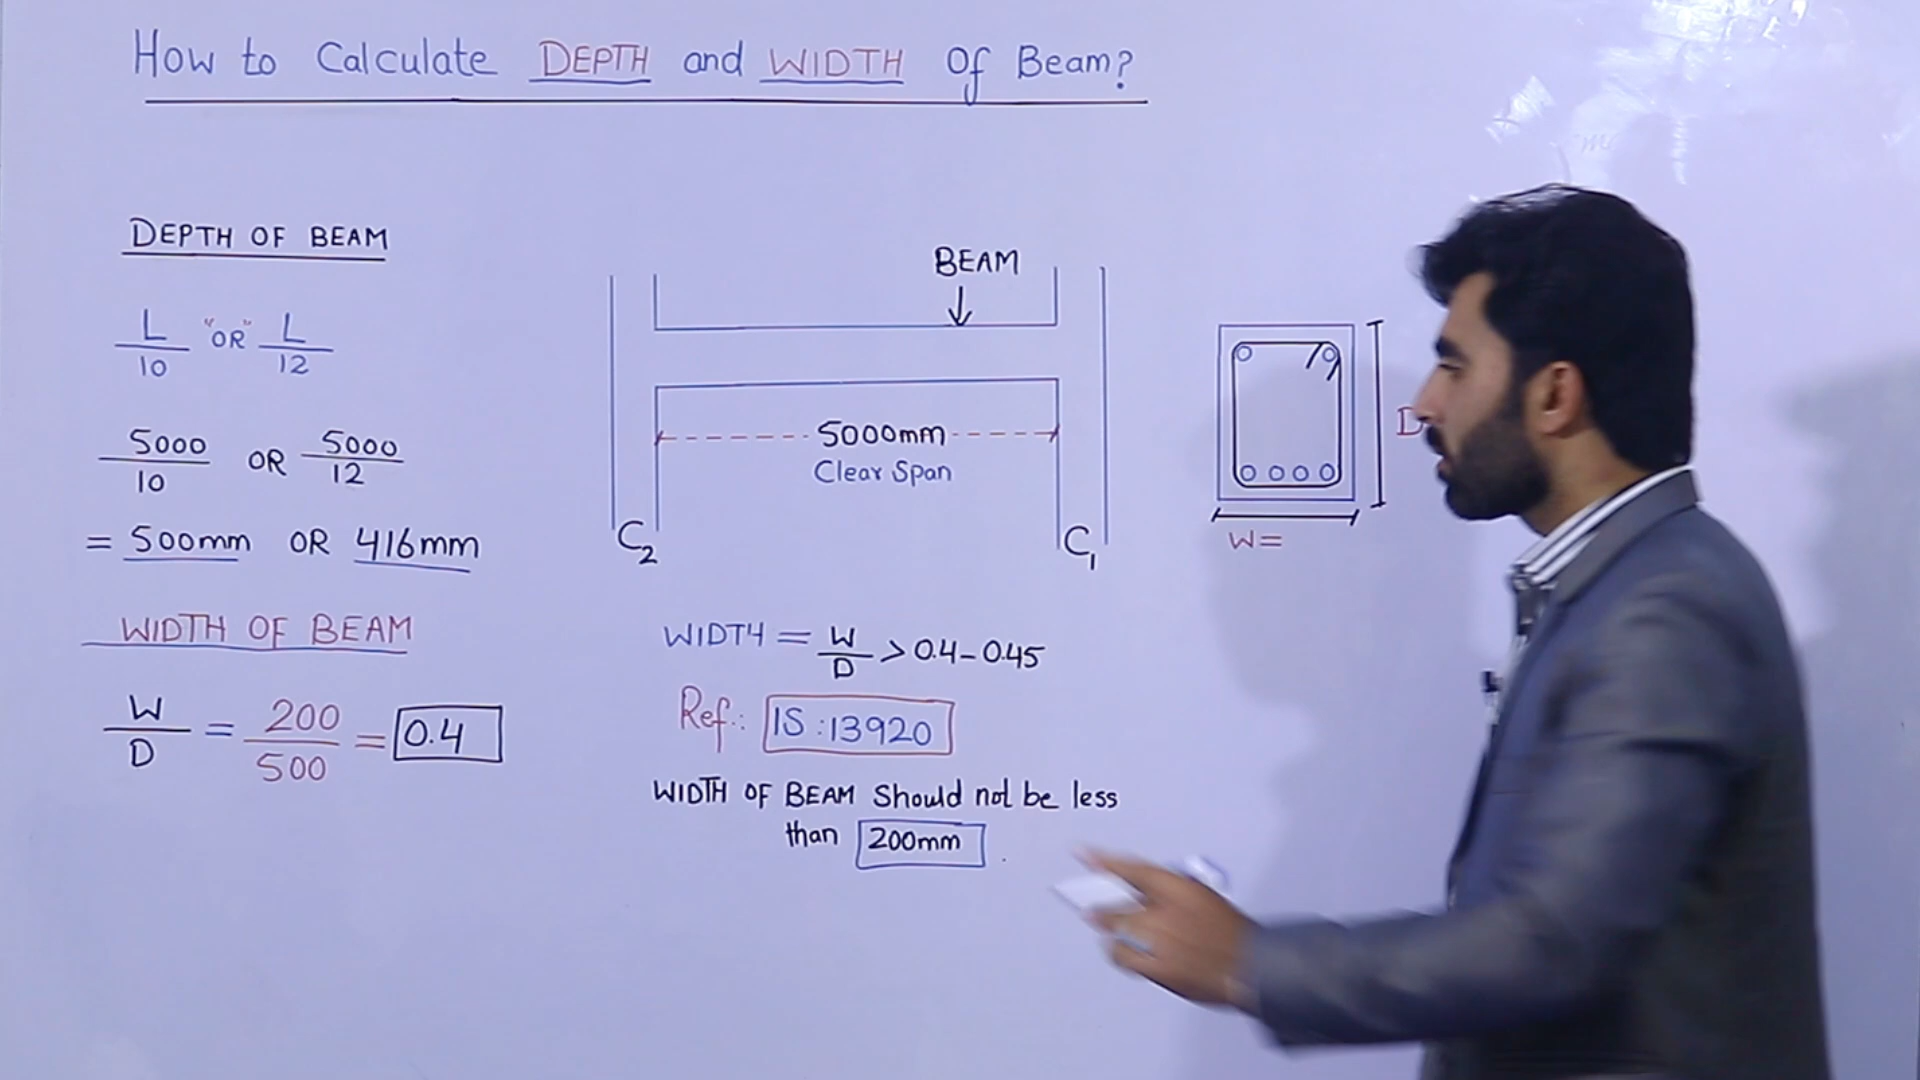 How to Calculate DEPTH and WIDTH Of Beam?
DEPTH OF BEAM
L/10 "OR" L/12
5000/10 OR 5000/12
= 500mm OR 416mm
WIDTH OF BEAM
W/D = 200/500 = 0.4
BEAM
5000mm
Clear Span
C2
C1
D
W=
WIDTH = W/D > 0.4-0.45
Ref.: IS:13920
WIDTH OF BEAM Should not be less
than 200mm